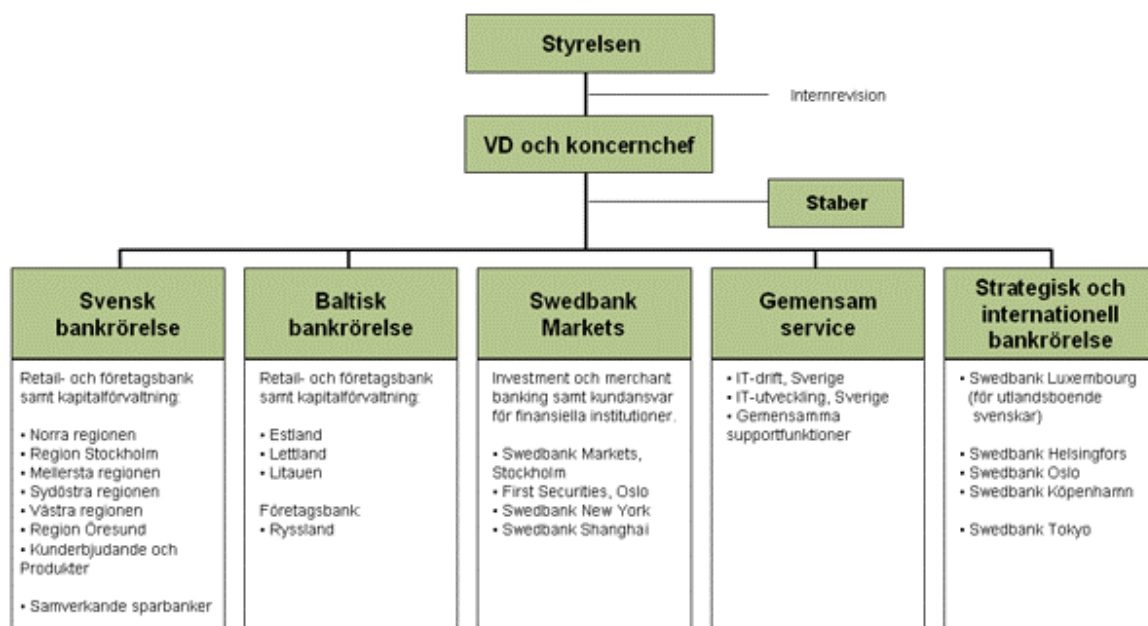 Styrelsen
Internrevision
VD och koncernchef
Staber
Svensk
bankrörelse
Retail- och företagsbank
samt kapitalförvaltning:
• Norra regionen
• Region Stockholm
• Mellersta regionen
• Sydöstra regionen
• Västra regionen
• Region Öresund
• Kunderbjudande och
Produkter
• Samverkande sparbanker
Baltisk
bankrörelse
Retail- och företagsbank
samt kapitalförvaltning:
• Estland
• Lettland
• Litauen
Företagsbank:
• Ryssland
Swedbank
Markets
Investment och merchant
banking samt kundansvar
för finansiella institutioner.
• Swedbank Markets,
Stockholm
• First Securities, Oslo
• Swedbank New York
• Swedbank Shanghai
Gemensam
service
• IT-drift, Sverige
• IT-utveckling, Sverige
• Gemensamma
supportfunktioner
Strategisk och
internationell
bankrörelse
• Swedbank Luxembourg
(för utlandsboende
svenskar)
• Swedbank Helsingfors
• Swedbank Oslo
• Swedbank Köpenhamn
• Swedbank Tokyo